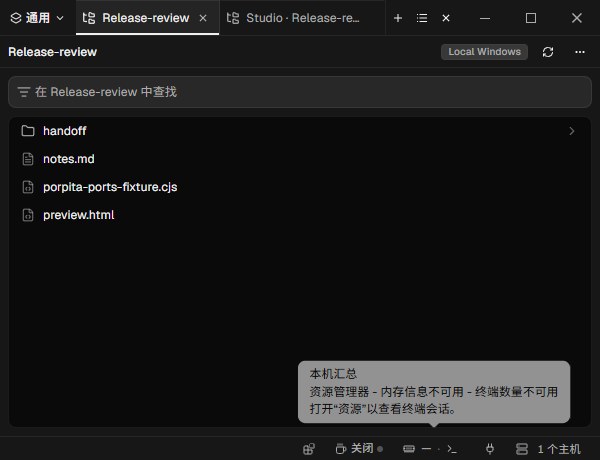 通用
Release-review
Studio · Release-re...
Release-review
Local Windows
在 Release-review 中查找
handoff
notes.md
porpita-ports-fixture.cjs
preview.html
本机汇总
资源管理器 - 内存信息不可用 - 终端数量不可用
打开“资源”以查看终端会话。
关闭
— ·
1 个主机